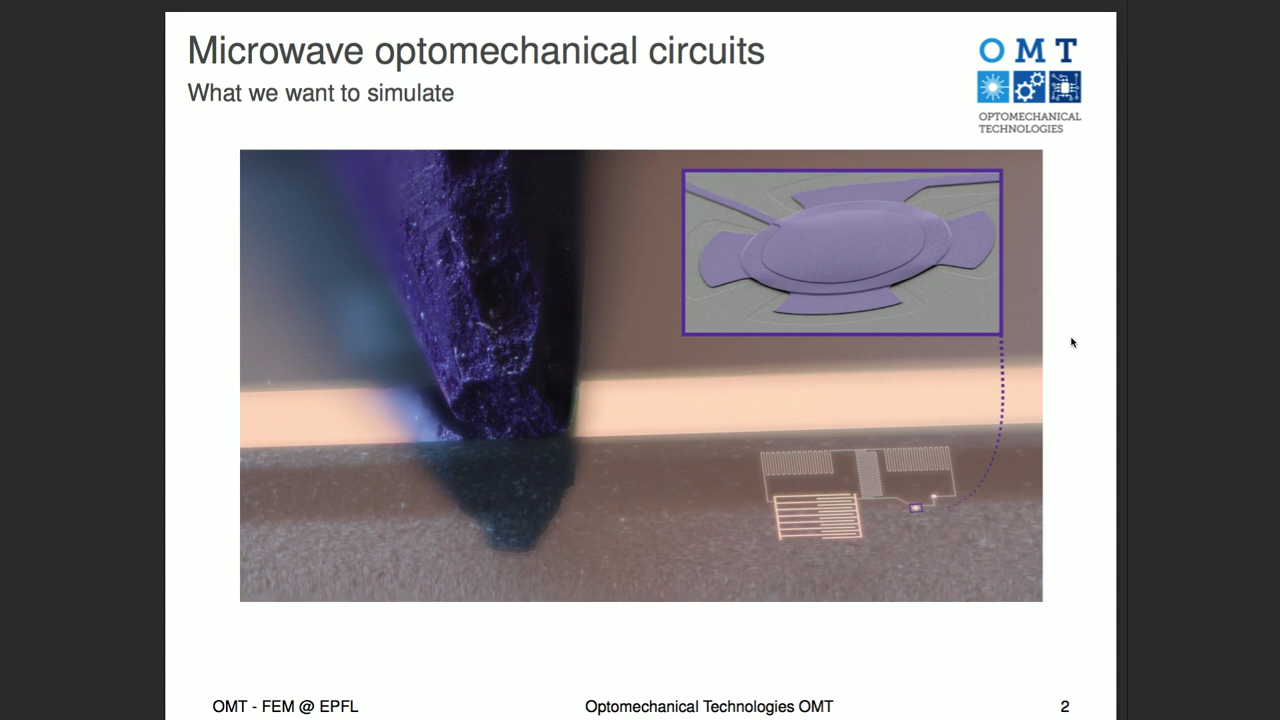 Microwave optomechanical circuits
What we want to simulate
OMT
OPTOMECHANICAL
TECHNOLOGIES
OMT - FEM @ EPFL
Optomechanical Technologies OMT
2